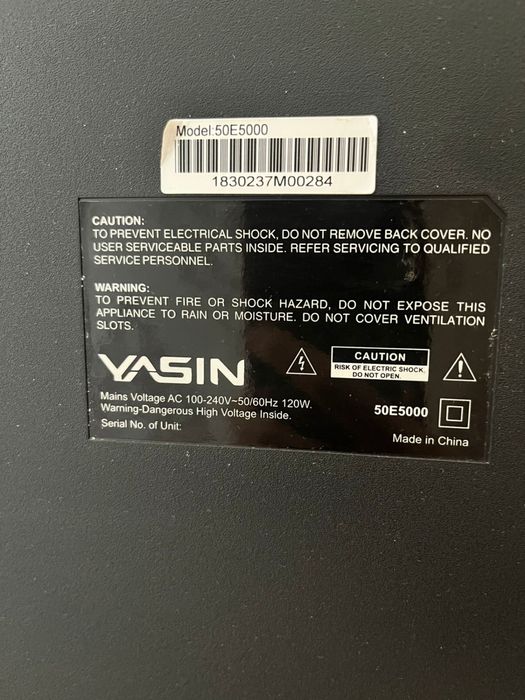 Model:50E5000
1830237M00284
CAUTION:
TO PREVENT ELECTRICAL SHOCK, DO NOT REMOVE BACK COVER. NO
USER SERVICEABLE PARTS INSIDE. REFER SERVICING TO QUALIFIED
SERVICE PERSONNEL.
WARNING:
TO PREVENT FIRE OR SHOCK HAZARD, DO NOT EXPOSE THIS
APPLIANCE TO RAIN OR MOISTURE. DO NOT COVER VENTILATION
SLOTS.
YASIN
CAUTION
RISK OF ELECTRIC SHOCK
DO NOT OPEN.
Mains Voltage AC 100-240V~50/60Hz 120W.
Warning-Dangerous High Voltage Inside.
Serial No. of Unit:
50E5000
Made in China